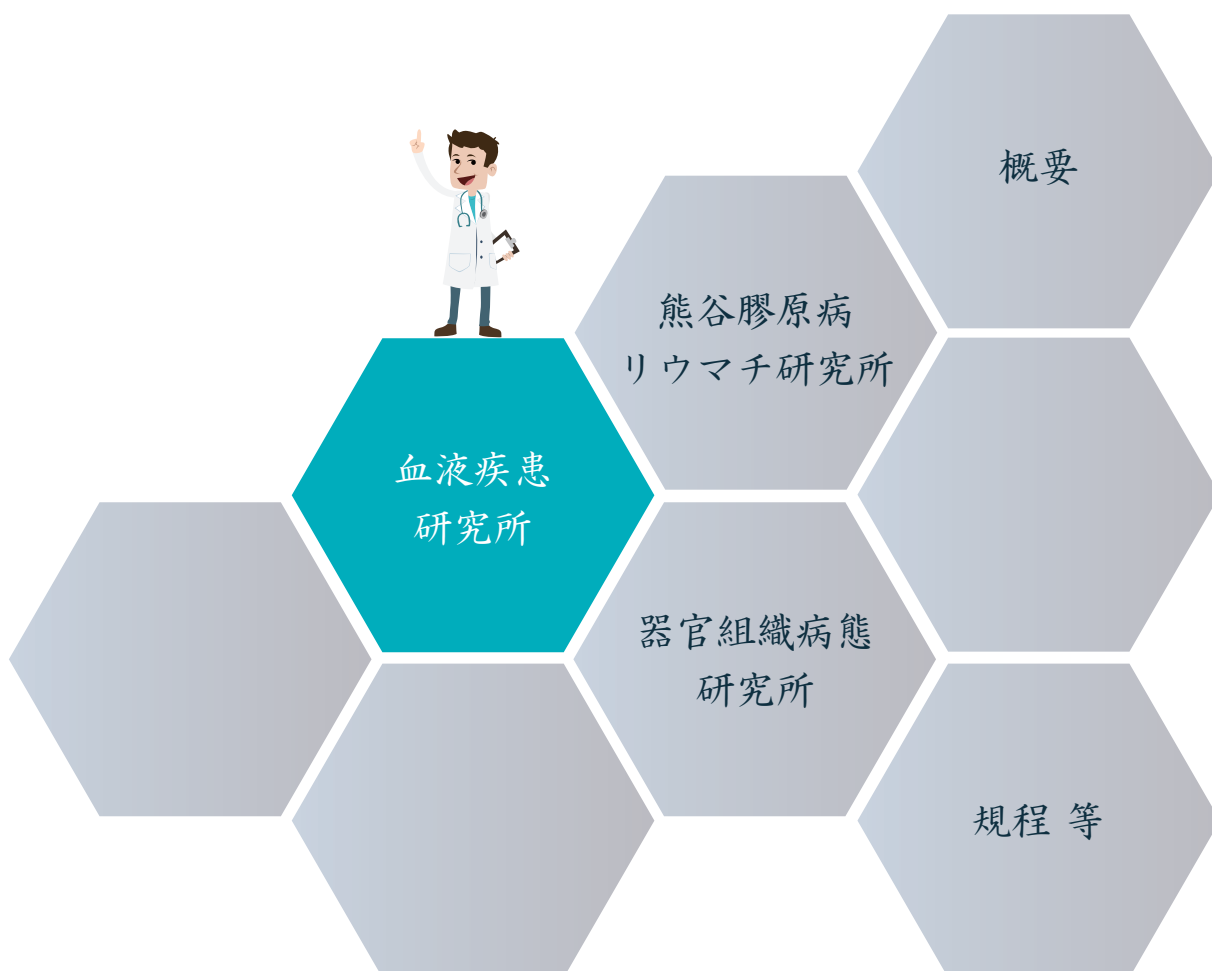 概要
熊谷膠原病
リウマチ研究所
血液疾患
研究所
器官組織病態
研究所
規程 等